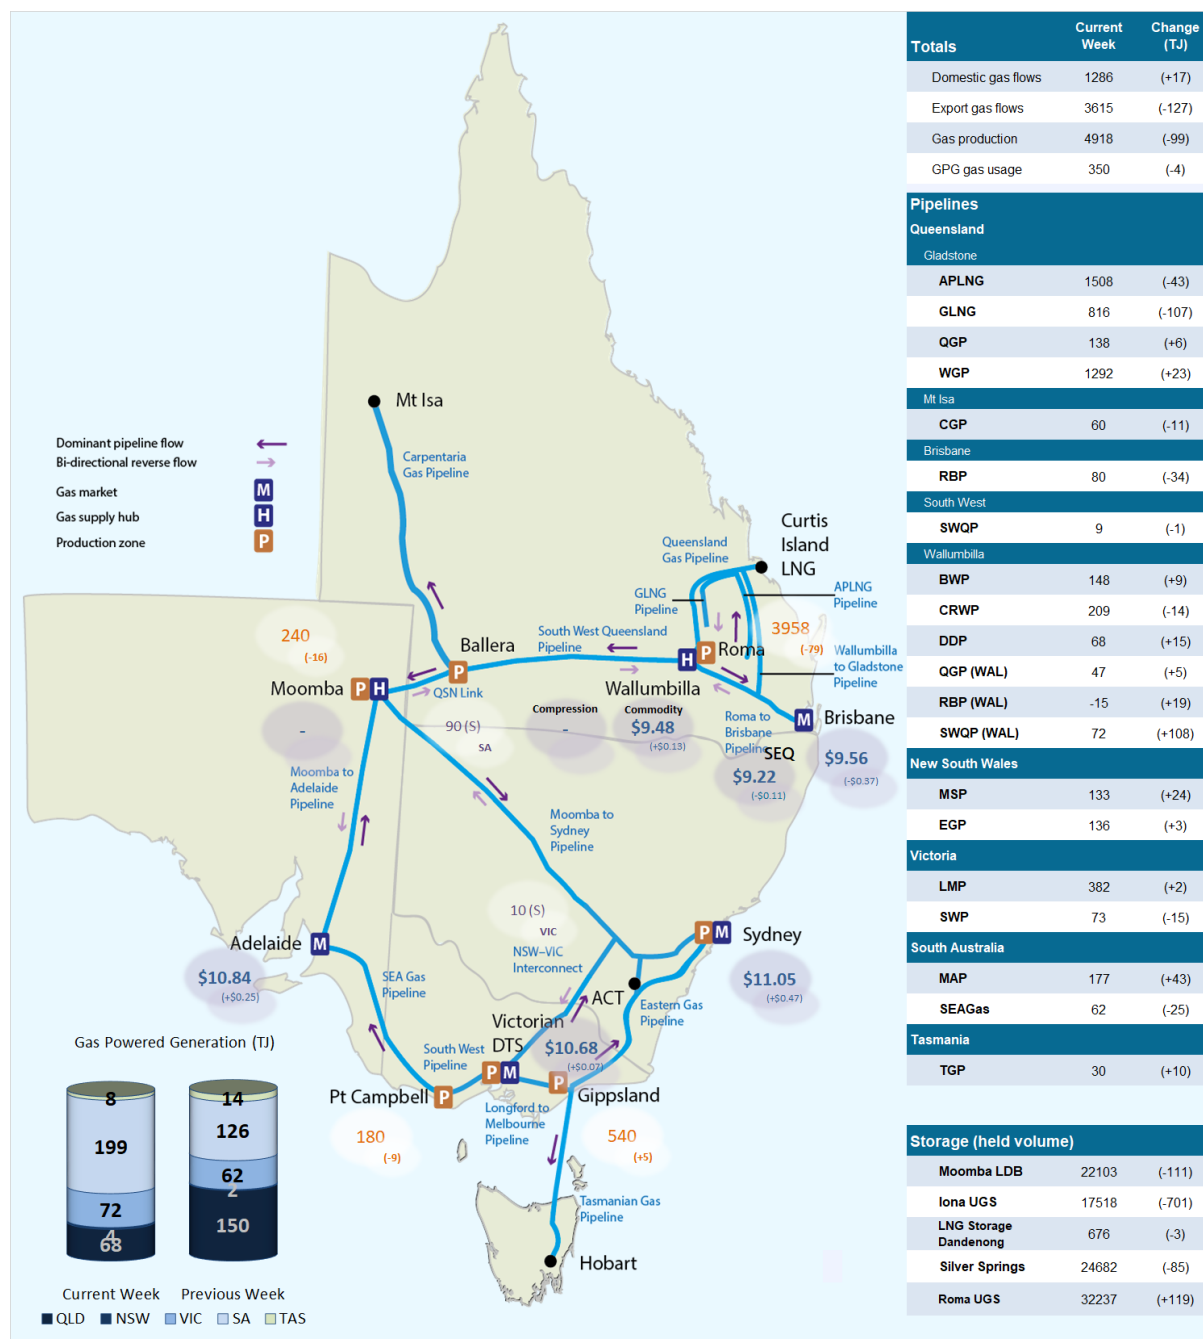 Mt Isa
Dominant pipeline flow
Bi-directional reverse flow
Gas market
M
Gas supply hub
H
Production zone
P
Carpentaria
Gas Pipeline
Curtis
Island
LNG
Queensland
Gas Pipeline
GLNG
Pipeline
APLNG
Pipeline
240
(-16)
Ballera
South West Queensland
Pipeline
3958
(-79)
P
Roma
H
Wallumbilla
to Gladstone
Pipeline
Moomba
P
H
P
QSN Link
Wallumbilla
-
90 (S)
SA
Compression
-
Commodity
$9.48
(+$0.13)
Roma to
Brisbane
Pipeline
M
Brisbane
SEQ
$9.22
(-$0.11)
$9.56
(-$0.37)
Moomba to
Adelaide
Pipeline
Moomba to
Sydney
Pipeline
10 (S)
VIC
NSW–VIC
Interconnect
Adelaide
M
$10.84
(+$0.25)
SEA Gas
Pipeline
P
M
Sydney
$11.05
(+$0.47)
ACT
Eastern Gas
Pipeline
Victorian
DTS
$10.68
(+$0.07)
South West
Pipeline
P
M
P
Gippsland
Pt Campbell
P
180
(-9)
Longford to
Melbourne
Pipeline
540
(+5)
Tasmanian Gas
Pipeline
Hobart
Gas Powered Generation (TJ)
8
199
72
4
68
14
126
62
2
150
Current Week
Previous Week
QLD
NSW
VIC
SA
TAS
Totals Current Week Change (TJ)
Domestic gas flows 1286 (+17)
Export gas flows 3615 (-127)
Gas production 4918 (-99)
GPG gas usage 350 (-4)
Pipelines
Queensland
Gladstone
APLNG 1508 (-43)
GLNG 816 (-107)
QGP 138 (+6)
WGP 1292 (+23)
Mt Isa
CGP 60 (-11)
Brisbane
RBP 80 (-34)
South West
SWQP 9 (-1)
Wallumbilla
BWP 148 (+9)
CRWP 209 (-14)
DDP 68 (+15)
QGP (WAL) 47 (+5)
RBP (WAL) -15 (+19)
SWQP (WAL) 72 (+108)
New South Wales
MSP 133 (+24)
EGP 136 (+3)
Victoria
LMP 382 (+2)
SWP 73 (-15)
South Australia
MAP 177 (+43)
SEAGas 62 (-25)
Tasmania
TGP 30 (+10)
Storage (held volume)
Moomba LDB 22103 (-111)
Iona UGS 17518 (-701)
LNG Storage
Dandenong 676 (-3)
Silver Springs 24682 (-85)
Roma UGS 32237 (+119)